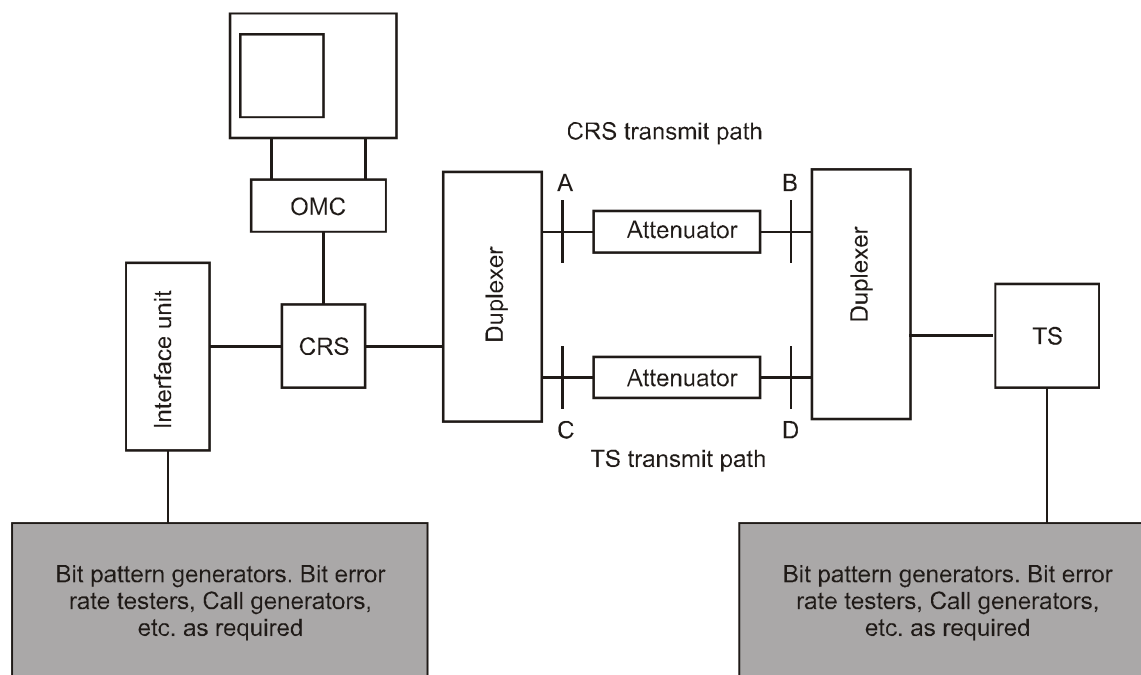 CRS transmit path
A
B
OMC
Attenuator
Duplexer
Duplexer
Interface unit
CRS
TS
Attenuator
C
D
TS transmit path
Bit pattern generators. Bit error
rate testers, Call generators,
etc. as required
Bit pattern generators. Bit error
rate testers, Call generators,
etc. as required